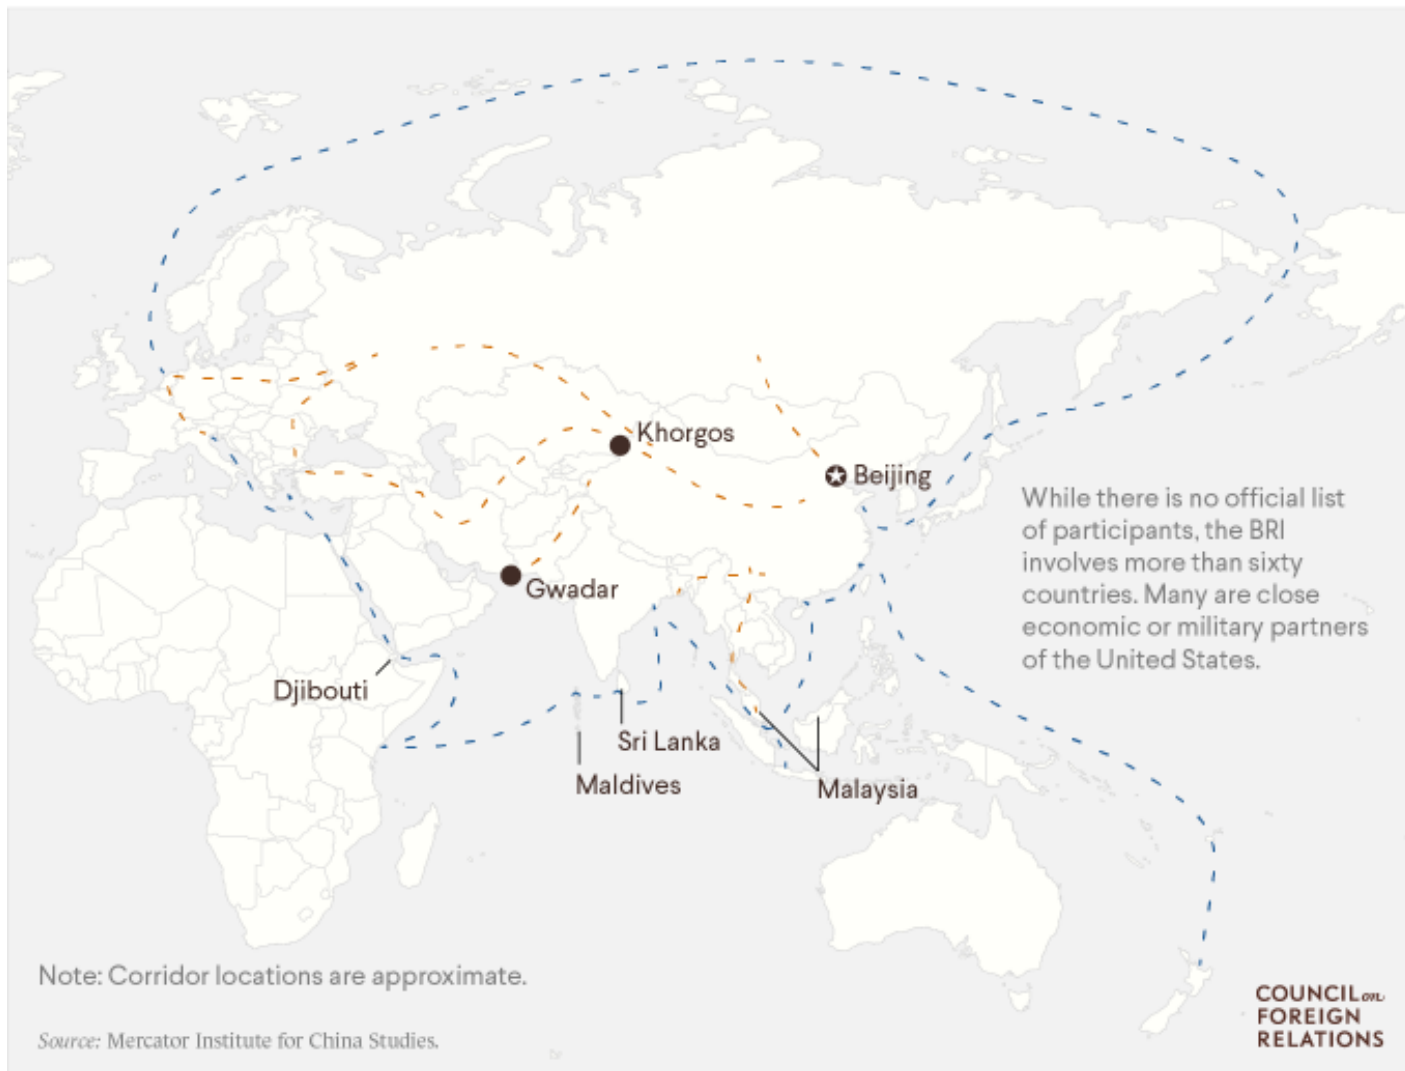 Khorgos
Beijing
While there is no official list
of participants, the BRI
involves more than sixty
countries. Many are close
economic or military partners
of the United States.
Gwadar
Djibouti
Sri Lanka
Maldives
Malaysia
Note: Corridor locations are approximate.
COUNCIL on
FOREIGN
RELATIONS
Source: Mercator Institute for China Studies.